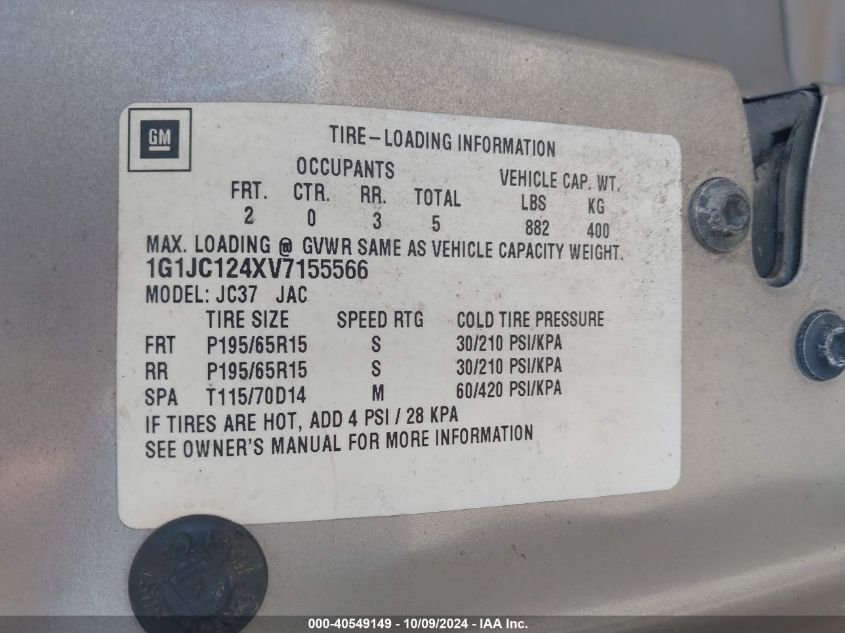 GM
TIRE-LOADING INFORMATION
OCCUPANTS VEHICLE CAP. WT.
FRT. CTR. RR. TOTAL LBS KG
2 0 3 5 882 400
MAX. LOADING @ GVWR SAME AS VEHICLE CAPACITY WEIGHT.
1G1JC124XV7155566
MODEL: JC37 JAC
TIRE SIZE SPEED RTG COLD TIRE PRESSURE
FRT P195/65R15 S 30/210 PSI/KPA
RR P195/65R15 S 30/210 PSI/KPA
SPA T115/70D14 M 60/420 PSI/KPA
IF TIRES ARE HOT, ADD 4 PSI / 28 KPA
SEE OWNER'S MANUAL FOR MORE INFORMATION
000-40549149 - 10/09/2024 - IAA Inc.